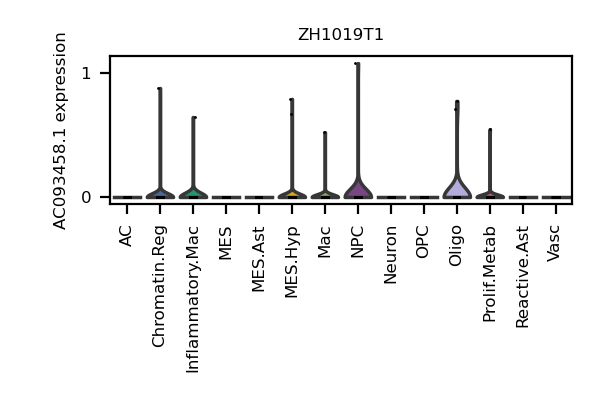 ZH1019T1
AC093458.1 expression
1
0
AC
Chromatin.Reg
Inflammatory.Mac
MES
MES.Ast
MES.Hyp
Mac
NPC
Neuron
OPC
Oligo
Prolif.Metab
Reactive.Ast
Vasc